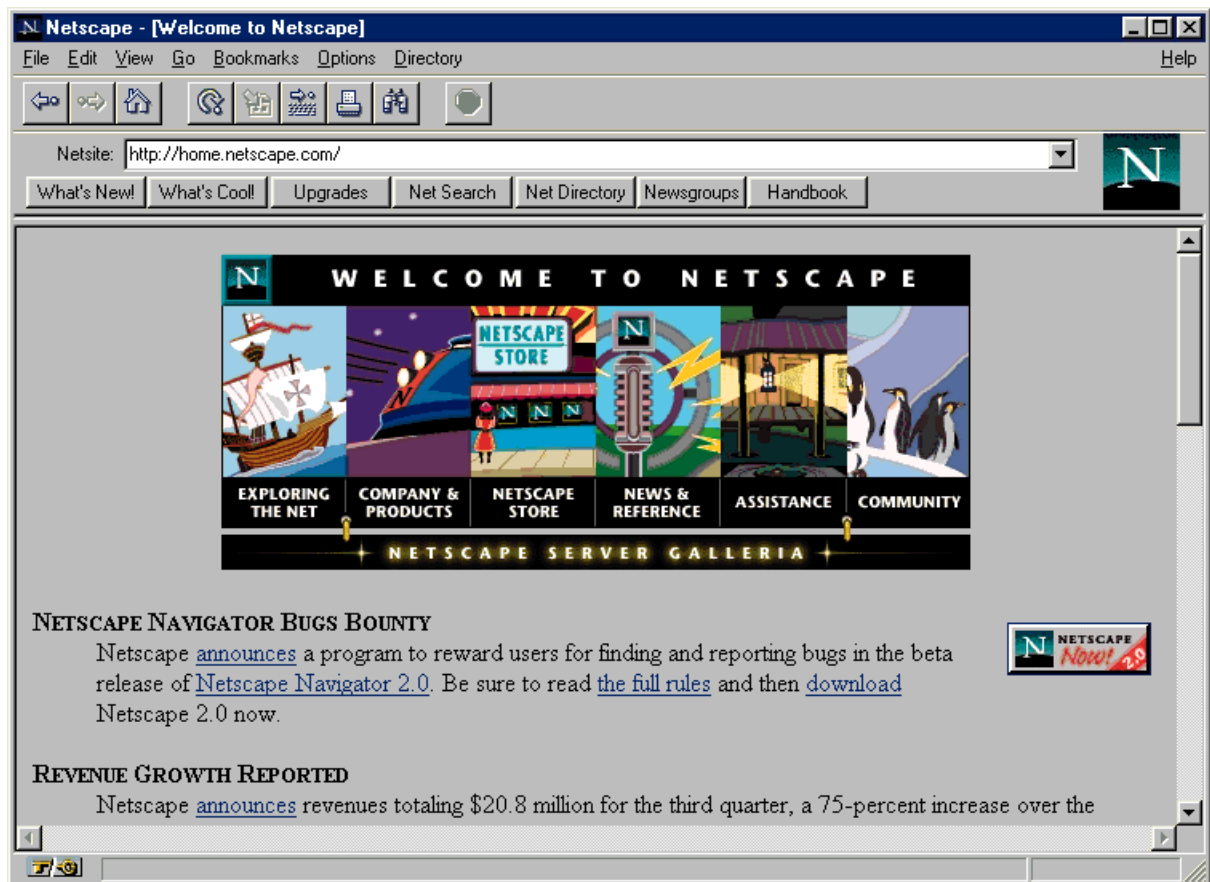 N Netscape - [Welcome to Netscape]
File Edit View Go Bookmarks Options Directory Help
Netsite: http://home.netscape.com/
N
What's New! What's Cool! Upgrades Net Search Net Directory Newsgroups Handbook
N WELCOME TO NETSCAPE
NETSCAPE
STORE
N
N
N N N
EXPLORING
THE NET
COMPANY &
PRODUCTS
NETSCAPE
STORE
NEWS &
REFERENCE
ASSISTANCE
COMMUNITY
NETSCAPE SERVER GALLERIA
NETSCAPE NAVIGATOR BUGS BOUNTY
Netscape announces a program to reward users for finding and reporting bugs in the beta
release of Netscape Navigator 2.0. Be sure to read the full rules and then download
Netscape 2.0 now.
N NETSCAPE
Now! 2.0
REVENUE GROWTH REPORTED
Netscape announces revenues totaling $20.8 million for the third quarter, a 75-percent increase over the